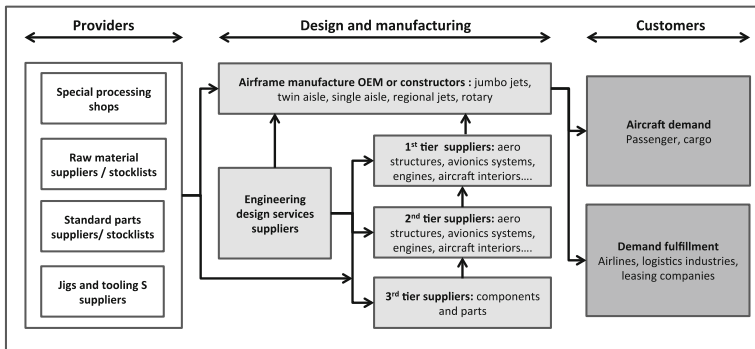 Providers
Design and manufacturing
Customers
Special processing
shops
Raw material
suppliers / stocklists
Standard parts
suppliers/ stocklists
Jigs and tooling S
suppliers
Airframe manufacture OEM or constructors : jumbo jets,
twin aisle, single aisle, regional jets, rotary
Engineering
design services
suppliers
1st tier suppliers: aero
structures, avionics systems,
engines, aircraft interiors....
2nd tier suppliers: aero
structures, avionics systems,
engines, aircraft interiors....
3rd tier suppliers: components
and parts
Aircraft demand
Passenger, cargo
Demand fulfillment
Airlines, logistics industries,
leasing companies